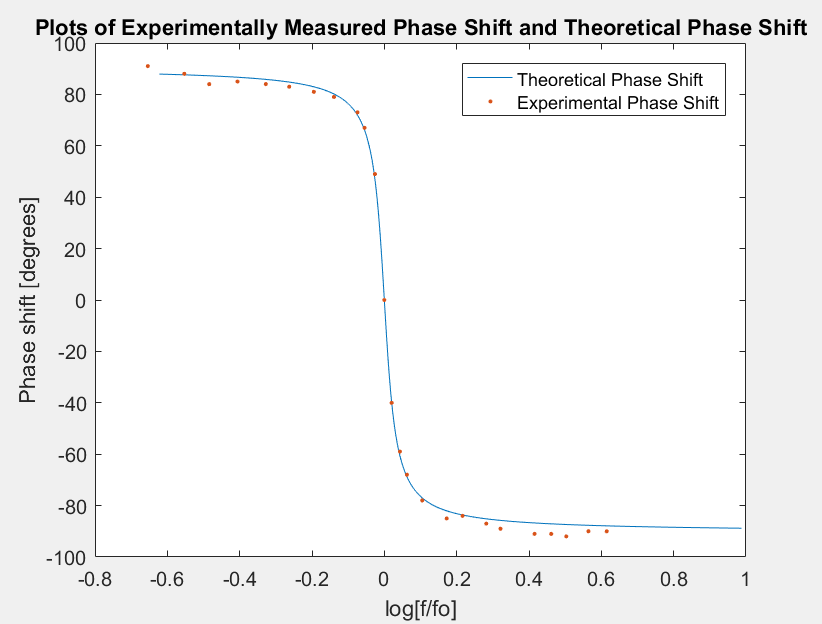 Plots of Experimentally Measured Phase Shift and Theoretical Phase Shift
100
80
60
40
20
0
-20
-40
-60
-80
-100
Phase shift [degrees]
Theoretical Phase Shift
Experimental Phase Shift
-0.8 -0.6 -0.4 -0.2 0 0.2 0.4 0.6 0.8 1
log[f/fo]